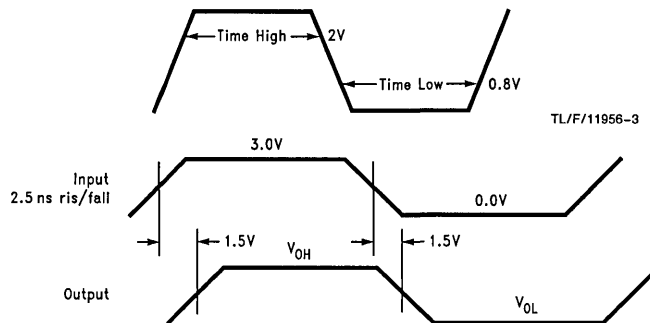 Time High
2V
Time Low
0.8V
TL/F/11956–3
3.0V
Input
2.5 ns ris/fall
0.0V
1.5V
1.5V
VOH
Output
VOL